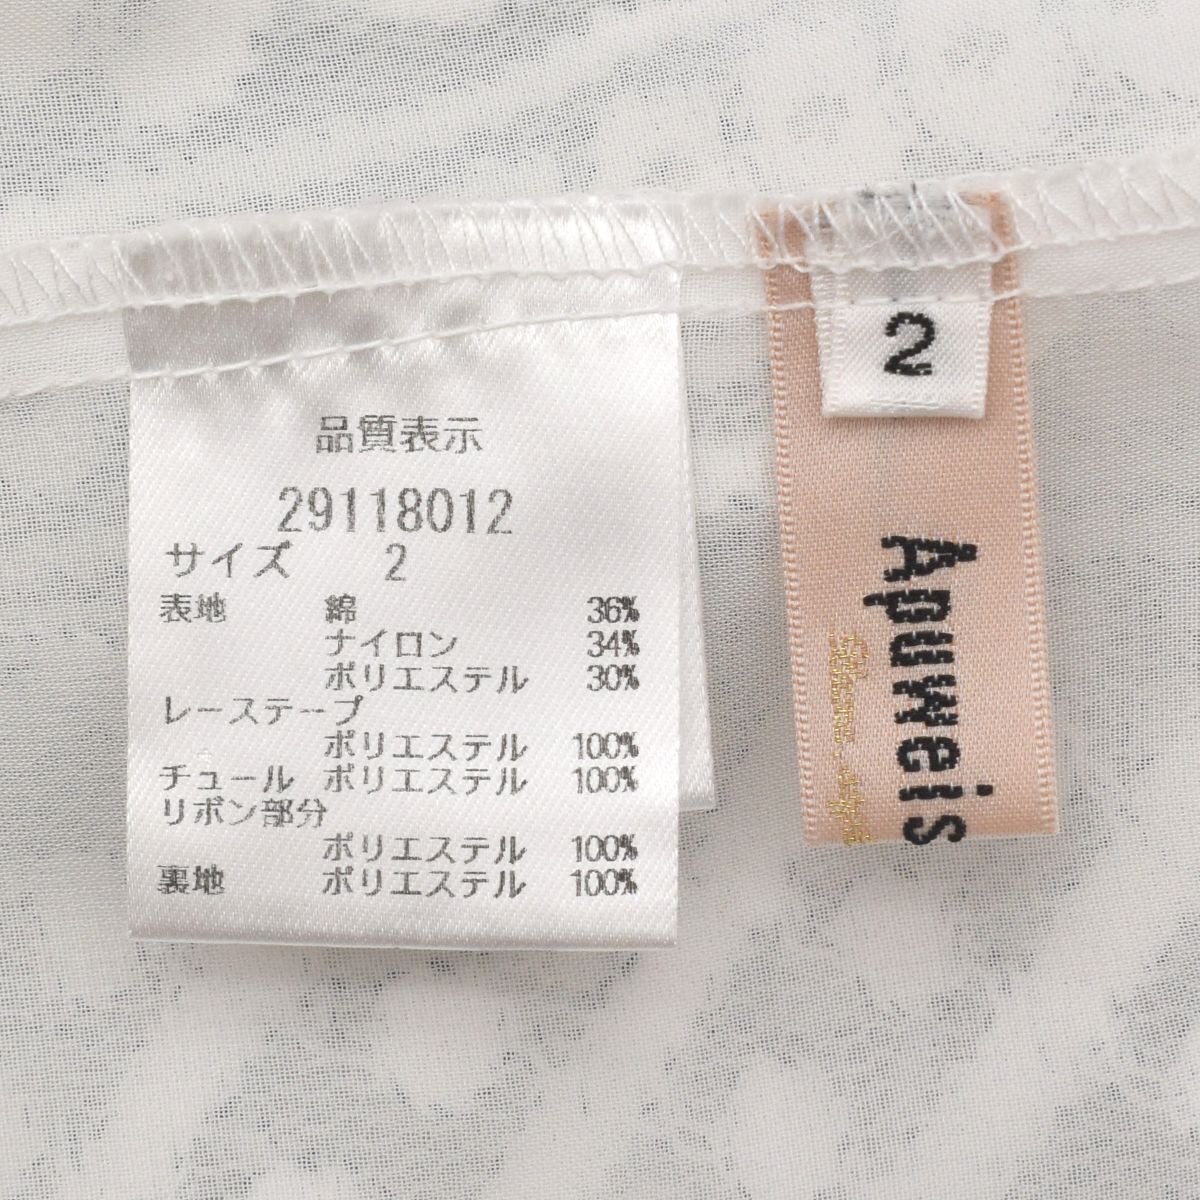 品質表示
29118012
サイズ 2
表地 綿 36%
ナイロン 34%
ポリエステル 30%
レーステープ
ポリエステル 100%
チュール ポリエステル 100%
リボン部分
ポリエステル 100%
裏地 ポリエステル 100%
2
Apuweis